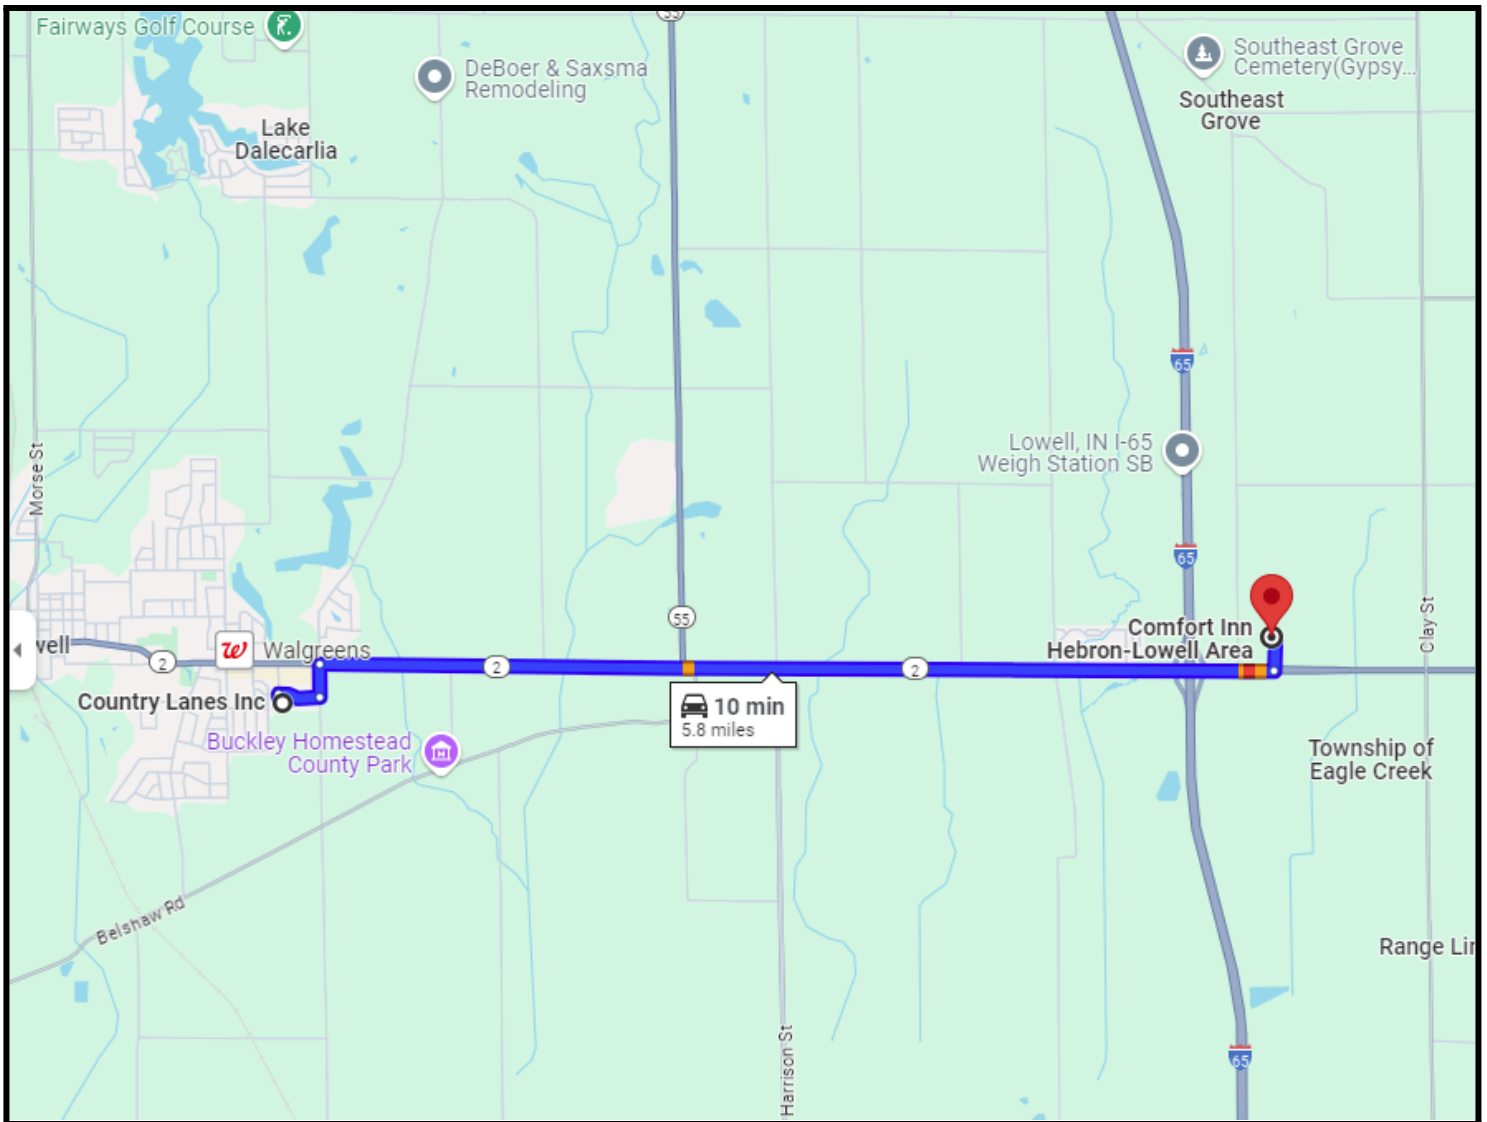 Fairways Golf Course
55
DeBoer & Saxsma
Remodeling
Southeast Grove
Cemetery(Gypsy...
Southeast
Grove
Lake
Dalecarlia
65
Lowell, IN I-65
Weigh Station SB
Morse St
65
Clay St
55
well
2
W
Walgreens
2
2
Comfort Inn
Hebron-Lowell Area
Country Lanes Inc
10 min
5.8 miles
Buckley Homestead
County Park
Township of
Eagle Creek
Belshaw Rd
Range Lin
Harrison St
65